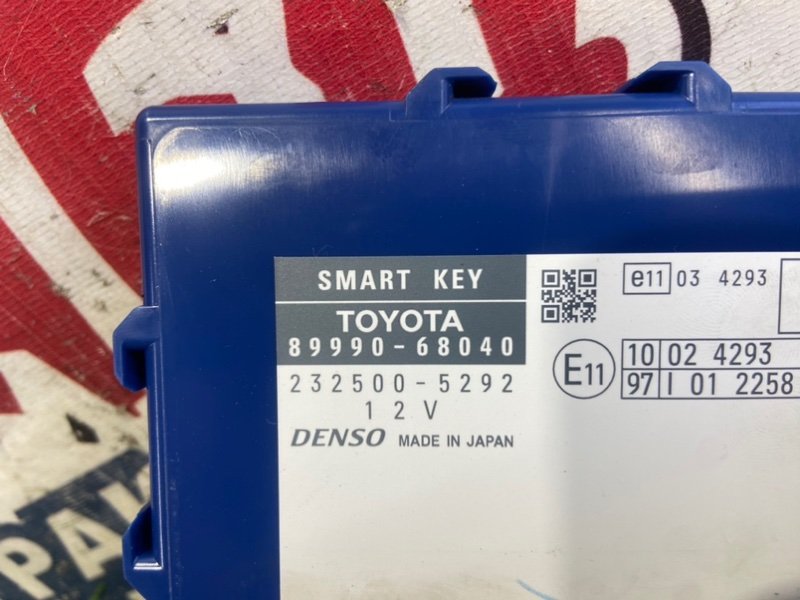 SMART KEY
TOYOTA
89990-68040
232500-5292
12V
DENSO MADE IN JAPAN
e11 03 4293
E11
10 02 4293
97 I 01 2258
PAK